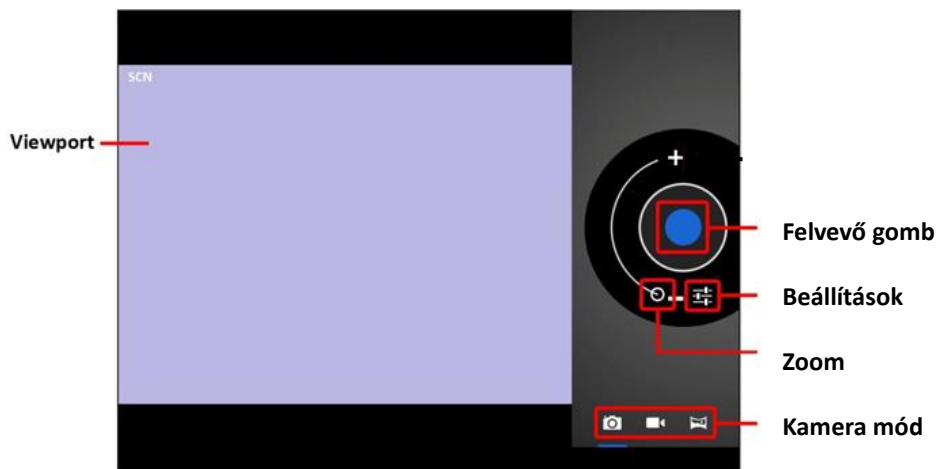 SCN
Viewport
Felvevő gomb
Beállítások
Zoom
Kamera mód